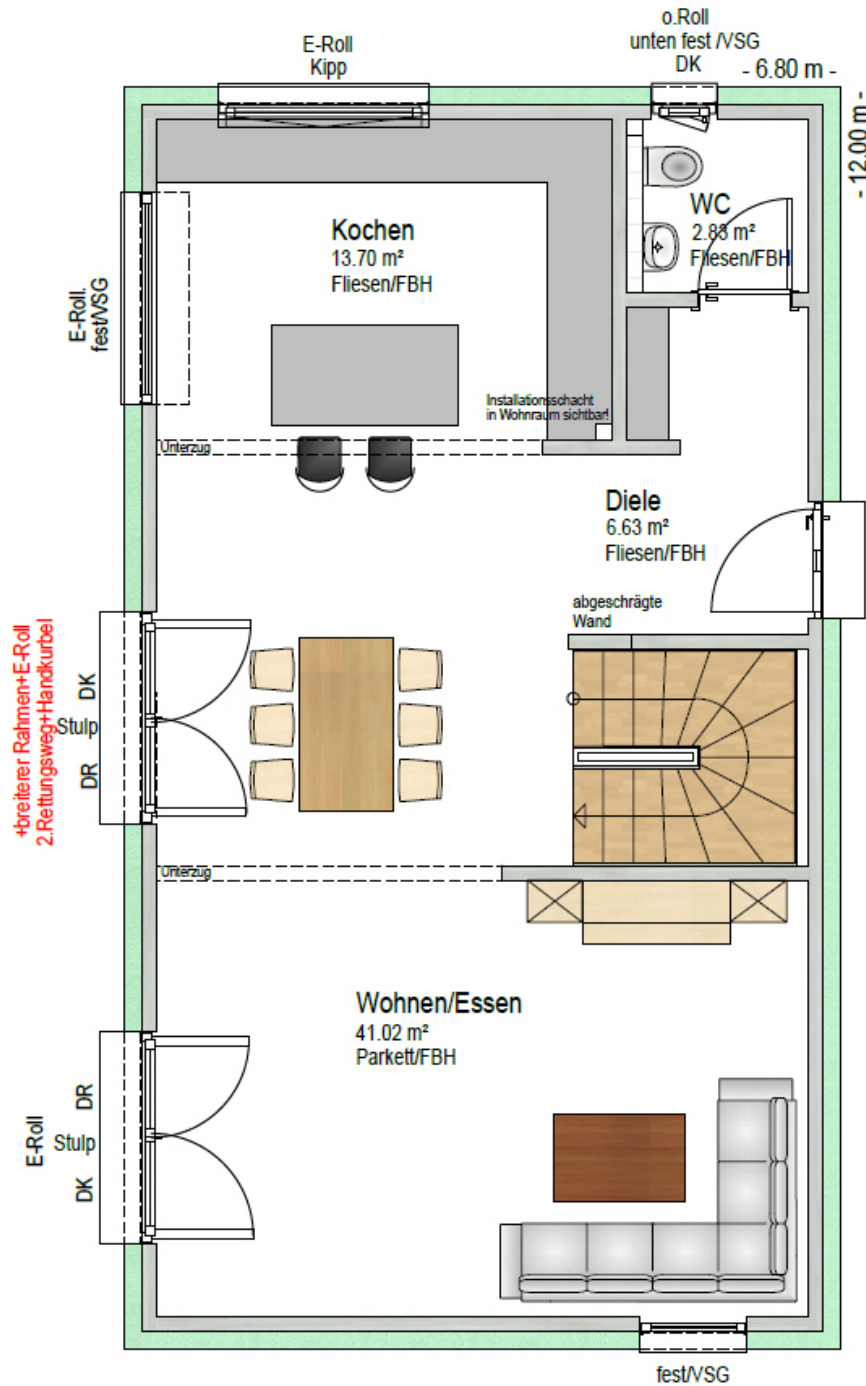 o.Roll
unten fest /VSG
DK
E-Roll
Kipp
- 6.80 m -
- 12.00 m -
WC
2.83 m²
Fliesen/FBH
Kochen
13.70 m²
Fliesen/FBH
E-Roll.
fest/VSG
Installationsschacht
in Wohnraum sichtbar!
Unterzug
Diele
6.63 m²
Fliesen/FBH
abgeschrägte
Wand
+breiterer Rahmen+E-Roll
2.Rettungsweg+Handkurbel
DK
Stulp
DR
Unterzug
Wohnen/Essen
41.02 m²
Parkett/FBH
E-Roll
DR
Stulp
DK
fest/VSG